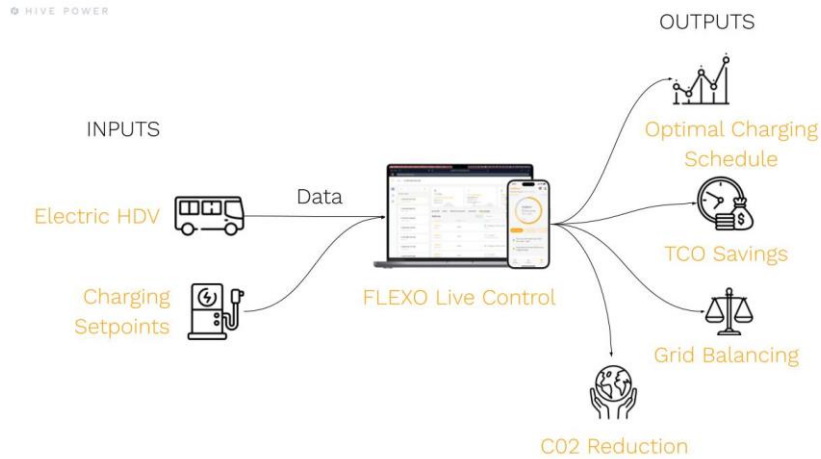 HIVE POWER
OUTPUTS
INPUTS
Optimal Charging
Schedule
Data
Electric HDV
TCO Savings
Charging
Setpoints
FLEXO Live Control
Grid Balancing
C02 Reduction